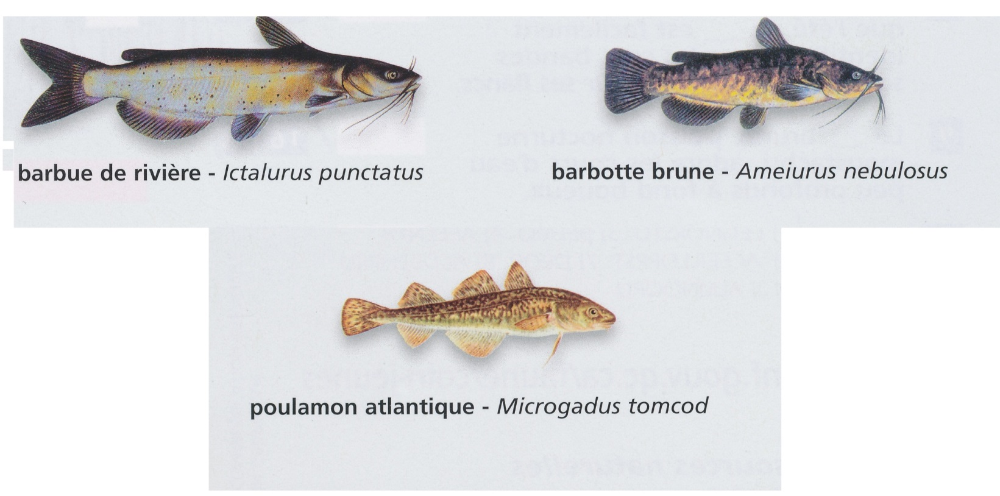 barbue de rivière - Ictalurus punctatus
barbotte brune - Ameiurus nebulosus
poulamon atlantique - Microgadus tomcod